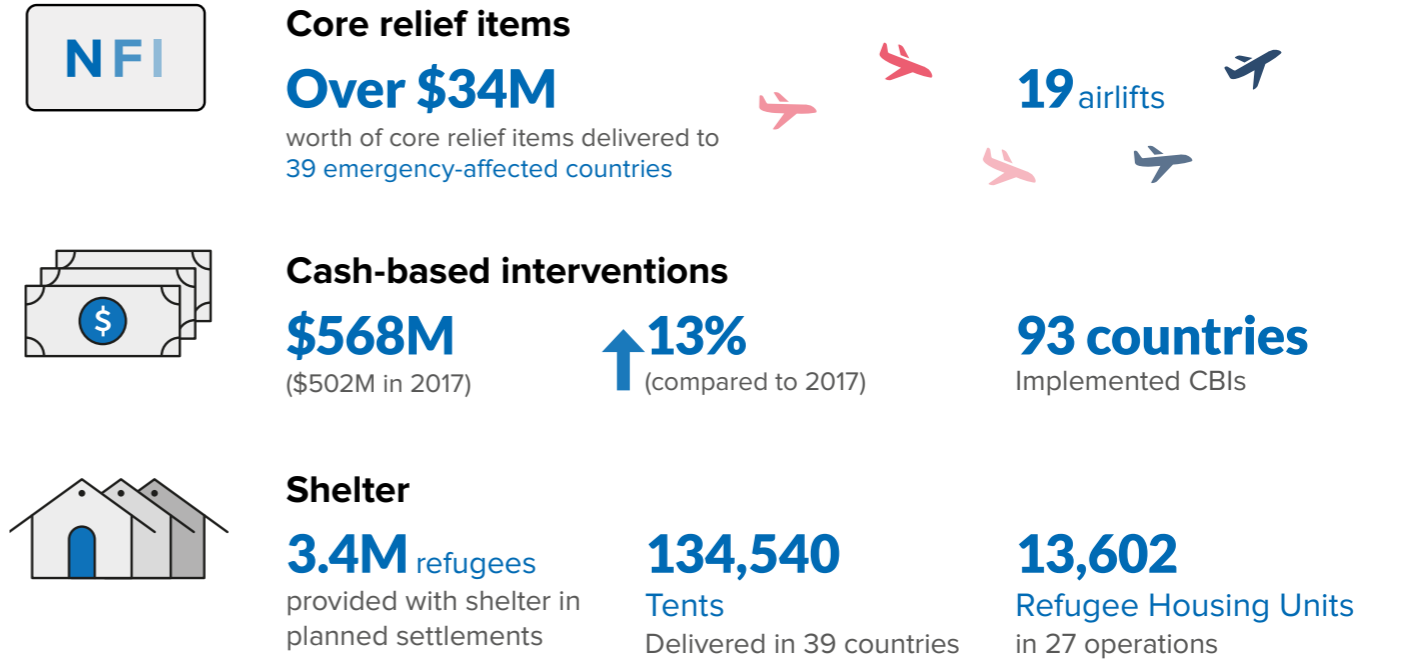 NFI
Core relief items
Over $34M
worth of core relief items delivered to
39 emergency-affected countries
19 airlifts
$
Cash-based interventions
$568M
($502M in 2017)
13%
(compared to 2017)
93 countries
Implemented CBIs
Shelter
3.4M refugees
provided with shelter in
planned settlements
134,540
Tents
Delivered in 39 countries
13,602
Refugee Housing Units
in 27 operations